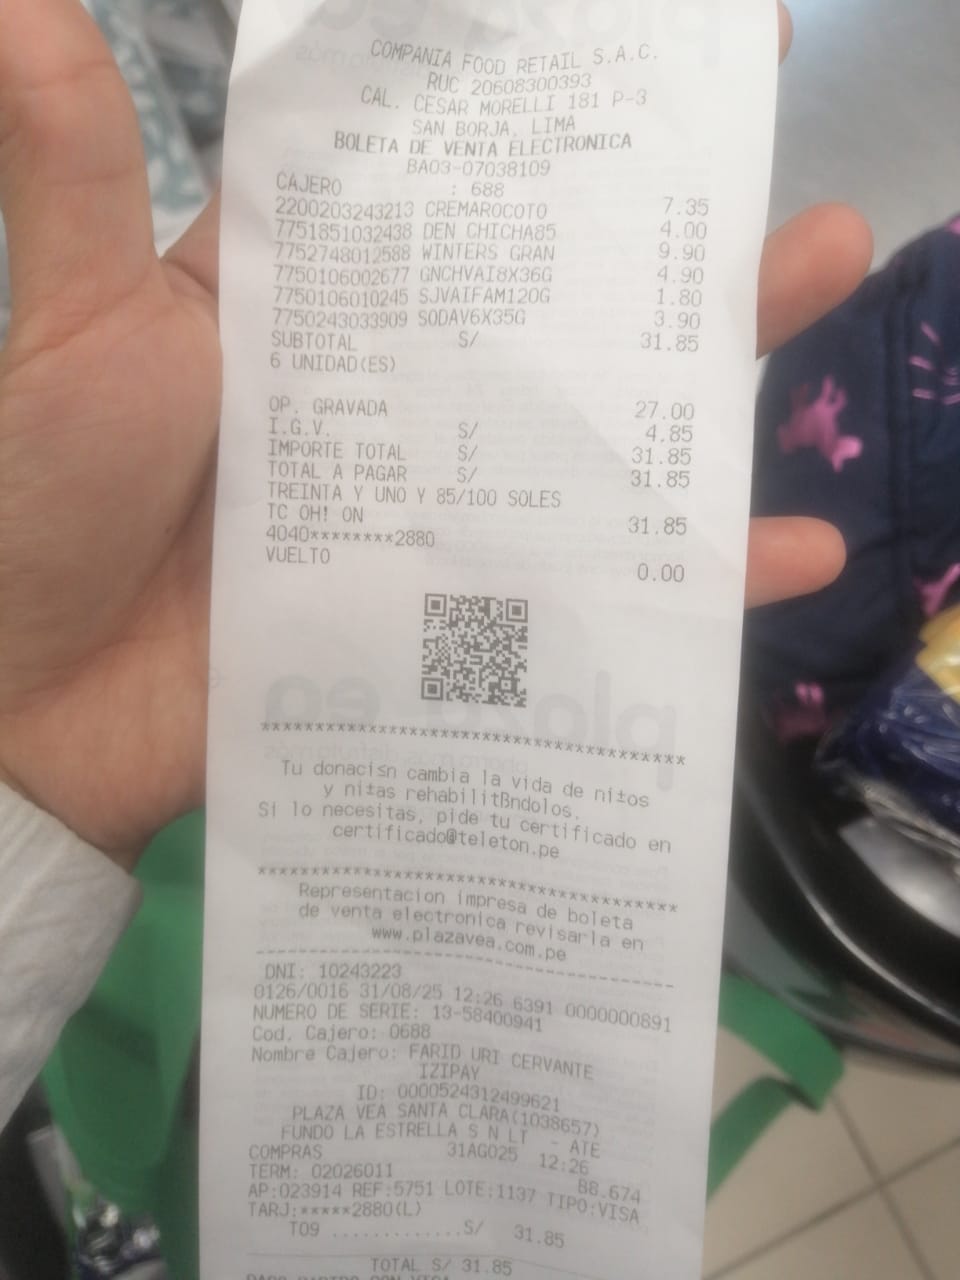 COMPANIA FOOD RETAIL S.A.C.
RUC 20608300393
CAL. CESAR MORELLI 181 P-3
SAN BORJA, LIMA
BOLETA DE VENTA ELECTRONICA
BA03-07038109
CAJERO : 688
2200203243213 CREMAROCOTO 7.35
7751851032438 DEN CHICHA85 4.00
7752748012588 WINTERS GRAN 9.90
7750106002677 GNCHVAI8X36G 4.90
7750106010245 SJVAIFAM120G 1.80
7750243033909 SODAV6X35G 3.90
SUBTOTAL S/ 31.85
6 UNIDAD(ES)
OP. GRAVADA 27.00
I.G.V. S/ 4.85
IMPORTE TOTAL S/ 31.85
TOTAL A PAGAR S/ 31.85
TREINTA Y UNO Y 85/100 SOLES
TC OH! ON 31.85
4040********2880
VUELTO 0.00
plaza vea
****************************************
Tu donaci±n cambia la vida de ni±os
y ni±as rehabilitßndolos.
Si lo necesitas, pide tu certificado en
certificado@teleton.pe
****************************************
Representacion impresa de boleta
de venta electronica revisarla en
www.plazavea.com.pe
----------------------------------------
DNI: 10243223
0126/0016 31/08/25 12:26 6391 0000000891
NUMERO DE SERIE: 13-58400941
Cod. Cajero: 0688
Nombre Cajero: FARID URI CERVANTE
IZIPAY
ID: 0000524312499621
PLAZA VEA SANTA CLARA(1038657)
FUNDO LA ESTRELLA S N LT - ATE
COMPRAS 31AGO25 12:26
TERM: 02026011 B8.674
AP:023914 REF:5751 LOTE:1137 TIPO:VISA
TARJ:*****2880(L)
T09 .............S/ 31.85
TOTAL S/ 31.85